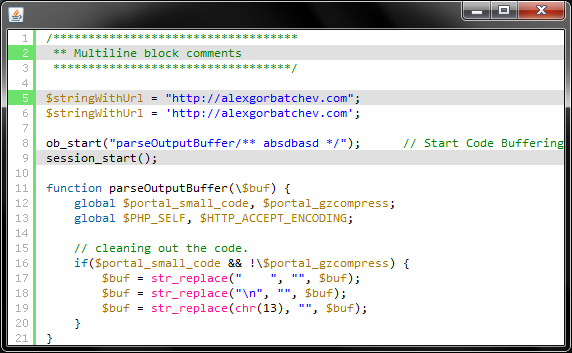 1 /***********************************
2 ** Multiline block comments
3 **********************************/
4
5 $stringWithUrl = "http://alexgorbatchev.com";
6 $stringWithUrl = 'http://alexgorbatchev.com';
7
8 ob_start("parseOutputBuffer/** absdbasd */"); // Start Code Buffering
9 session_start();
10
11 function parseOutputBuffer(\$buf) {
12 global $portal_small_code, $portal_gzcompress;
13 global $PHP_SELF, $HTTP_ACCEPT_ENCODING;
14
15 // cleaning out the code.
16 if($portal_small_code && !\$portal_gzcompress) {
17 $buf = str_replace("    ", "", $buf);
18 $buf = str_replace("\n", "", $buf);
19 $buf = str_replace(chr(13), "", $buf);
20 }
21 }